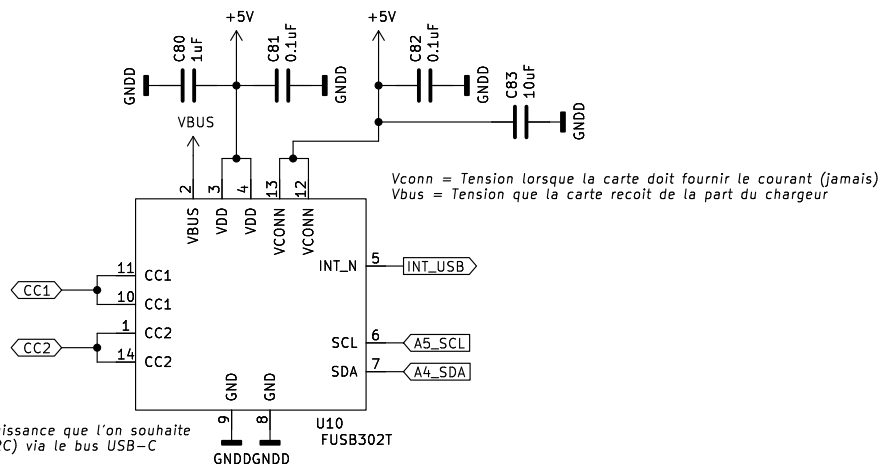 +5V
+5V
C80
1uF
C81
0.1uF
C82
0.1uF
C83
10uF
GNDD
GNDD
GNDD
GNDD
VBUS
Vconn = Tension lorsque la carte doit fournir le courant (jamais)
Vbus = Tension que la carte recoit de la part du chargeur
2
3
4
13
12
VBUS
VDD
VDD
VCONN
VCONN
CC1
11
CC1
10
CC1
CC2
1
CC2
14
CC2
INT_N
5
INT_USB
SCL
6
A5_SCL
SDA
7
A4_SDA
GND
GND
9
8
GNDD
GNDD
U10
FUSB302T
issance que l'on souhaite
2C) via le bus USB-C